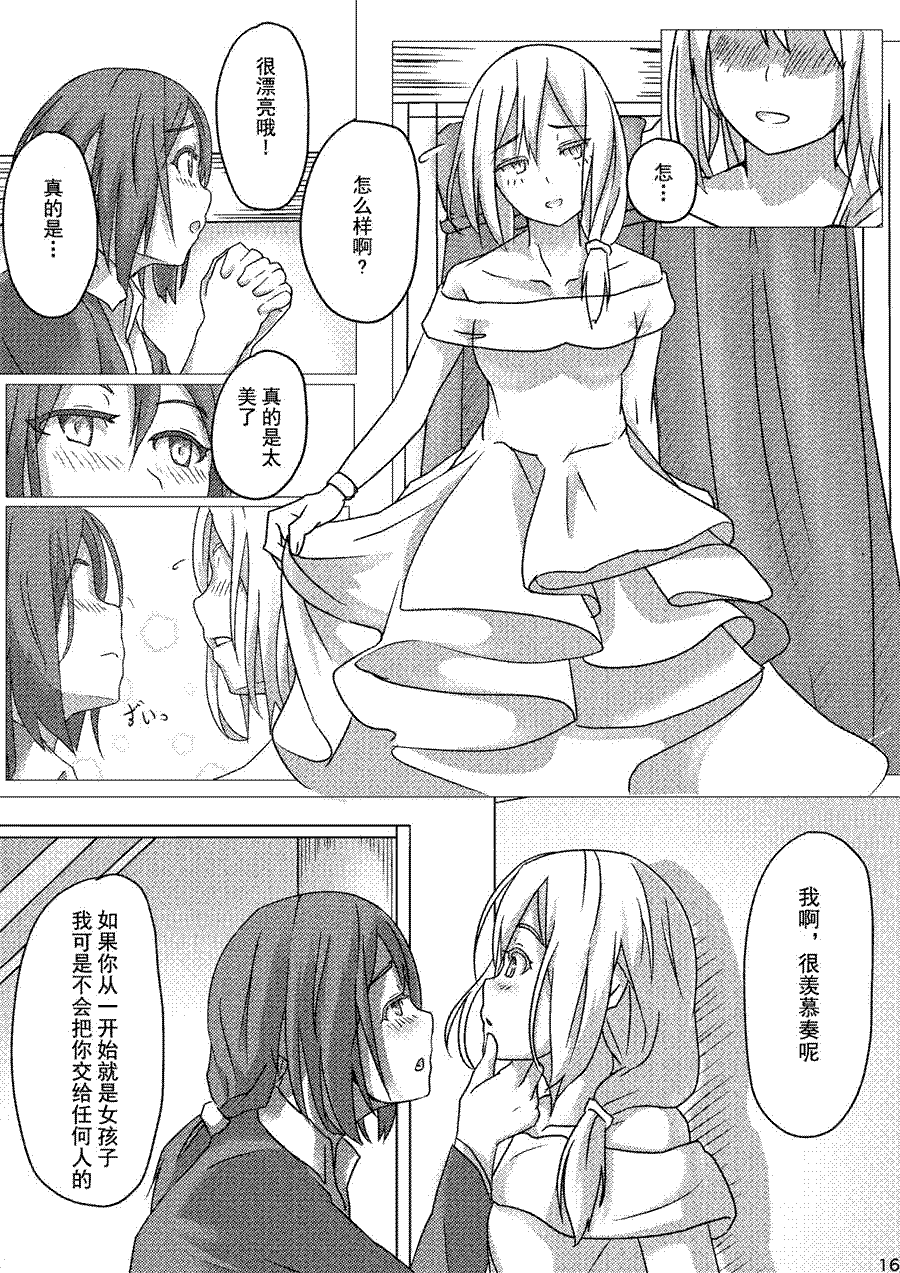 怎…
怎么样啊？
很漂亮哦！
真的是…
真的是太
美了
ずいっ
我啊，很羡慕奏呢
如果你从一开始就是女孩子
我可是不会把你交给任何人的
16